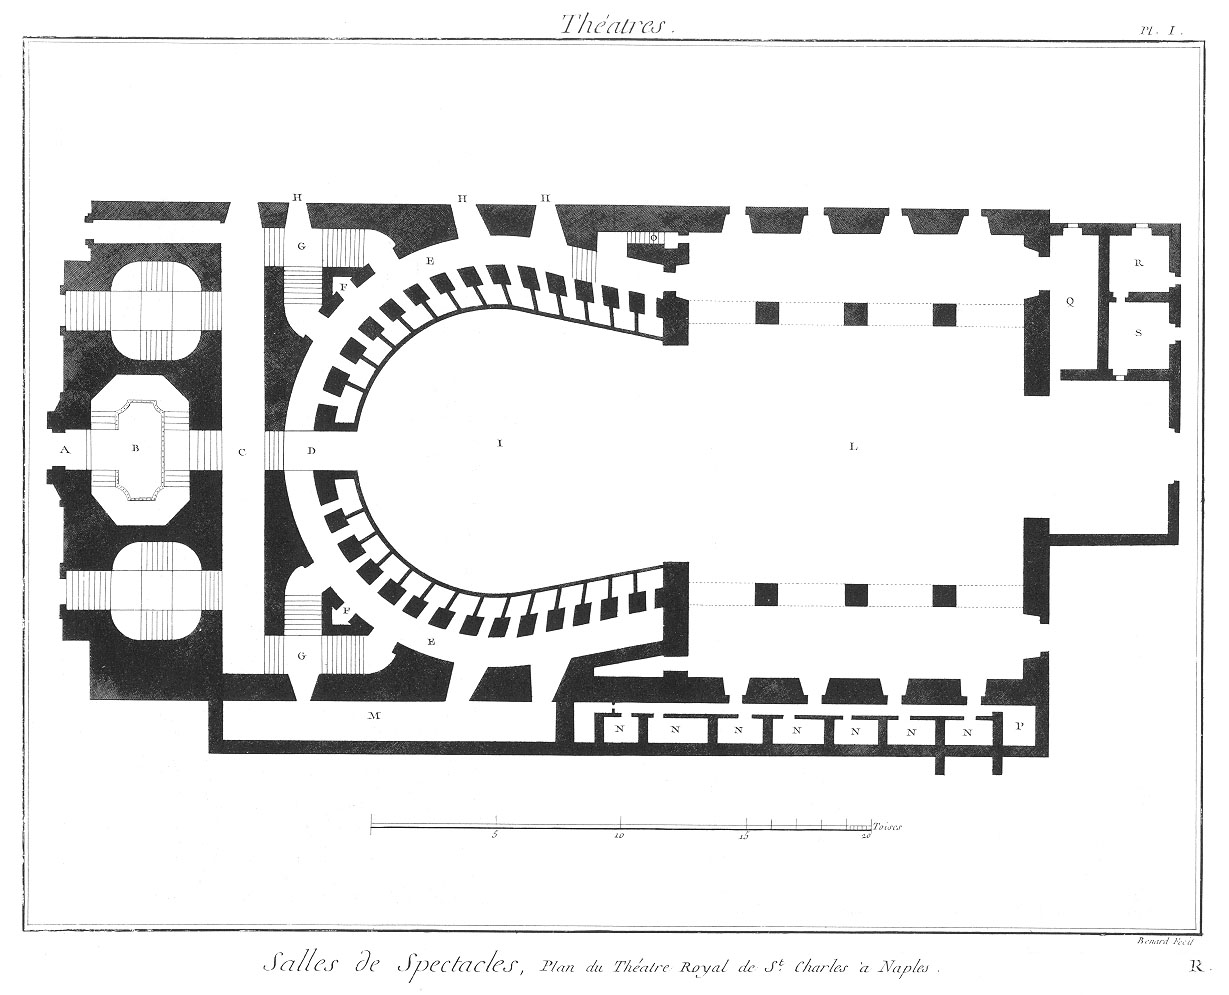 Théatres.
Pl. I.
H
H
H
G
E
F
O
Q
R
S
A
B
C
D
I
L
F
G
E
M
N
N
N
N
N
N
N
P
5
10
15
20
Toises
Benard Fecit
Salles de Spectacles, Plan du Théatre Royal de St. Charles a Naples.
R.